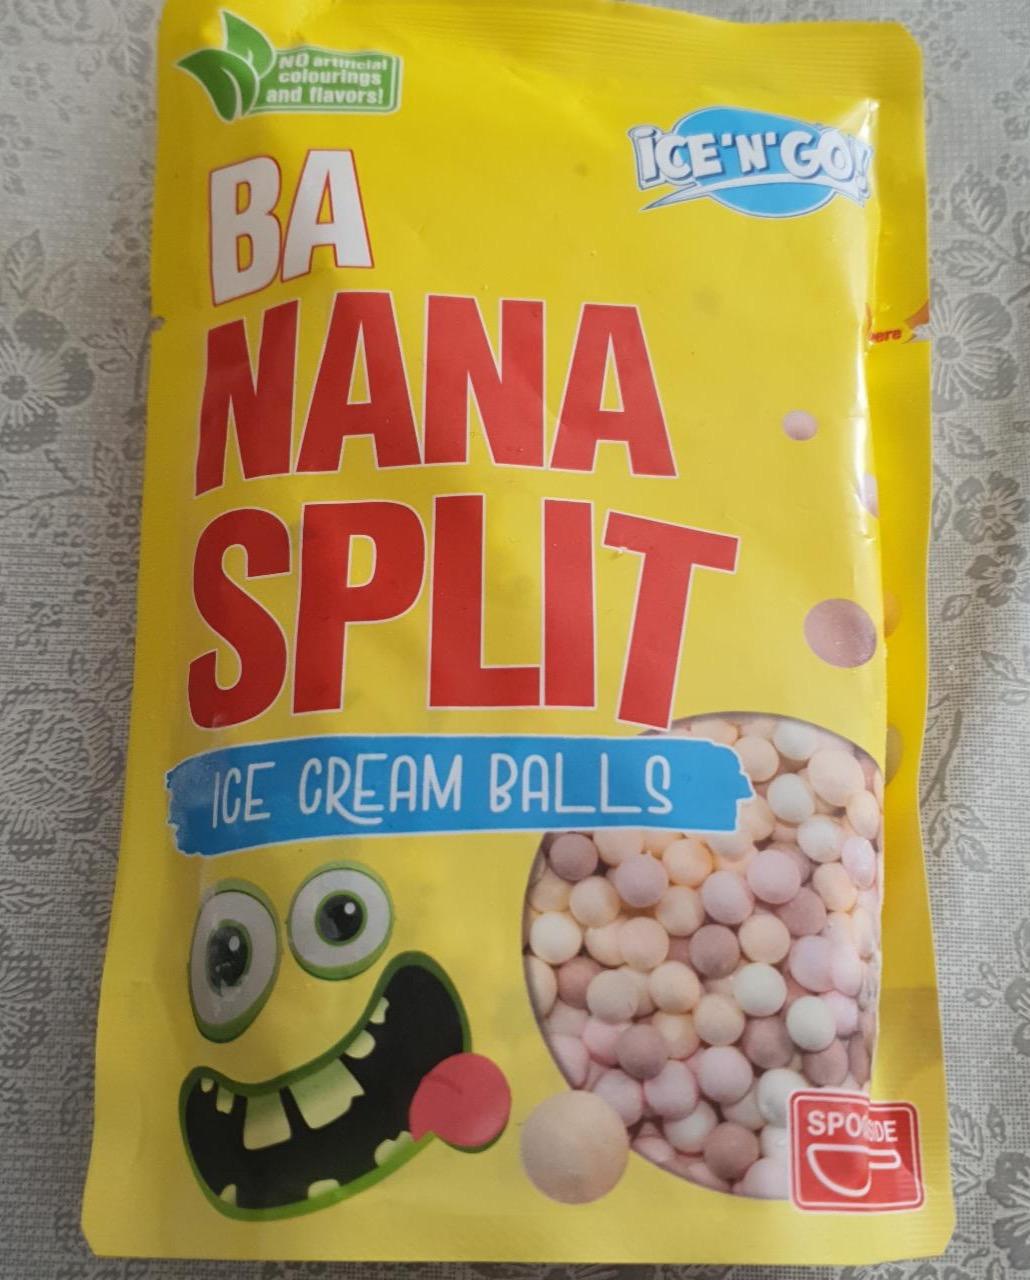 NO artificial
colourings
and flavors!
ICE'N'GO!
BA
NANA
SPLIT
ICE CREAM BALLS